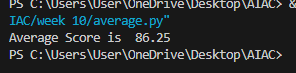 PS C:\Users\User\OneDrive\Desktop\AIAC> &
IAC/week 10/average.py"
Average Score is  86.25
PS C:\Users\User\OneDrive\Desktop\AIAC>